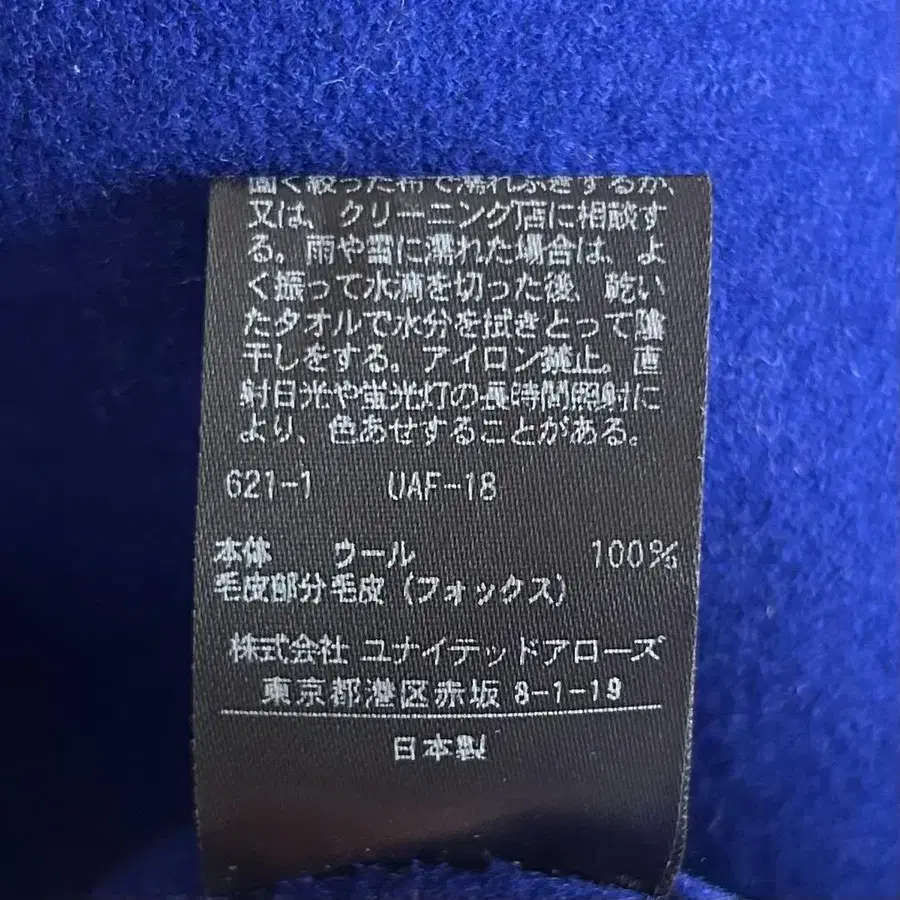 固く絞った布で濡れぶきするか
又は、クリーニング店に相談す
る。雨や雪に濡れた場合は、よ
く振って水滴を切った後、乾い
たタオルで水分を拭きとって陰
干しをする。アイロン禁止。直
射日光や蛍光灯の長時間照射に
より、色あせすることがある。
621-1 UAF-18
本体 ウール 100%
毛皮部分毛皮(フォックス)
株式会社 ユナイテッドアローズ
東京都港区赤坂 8-1-19
日本製